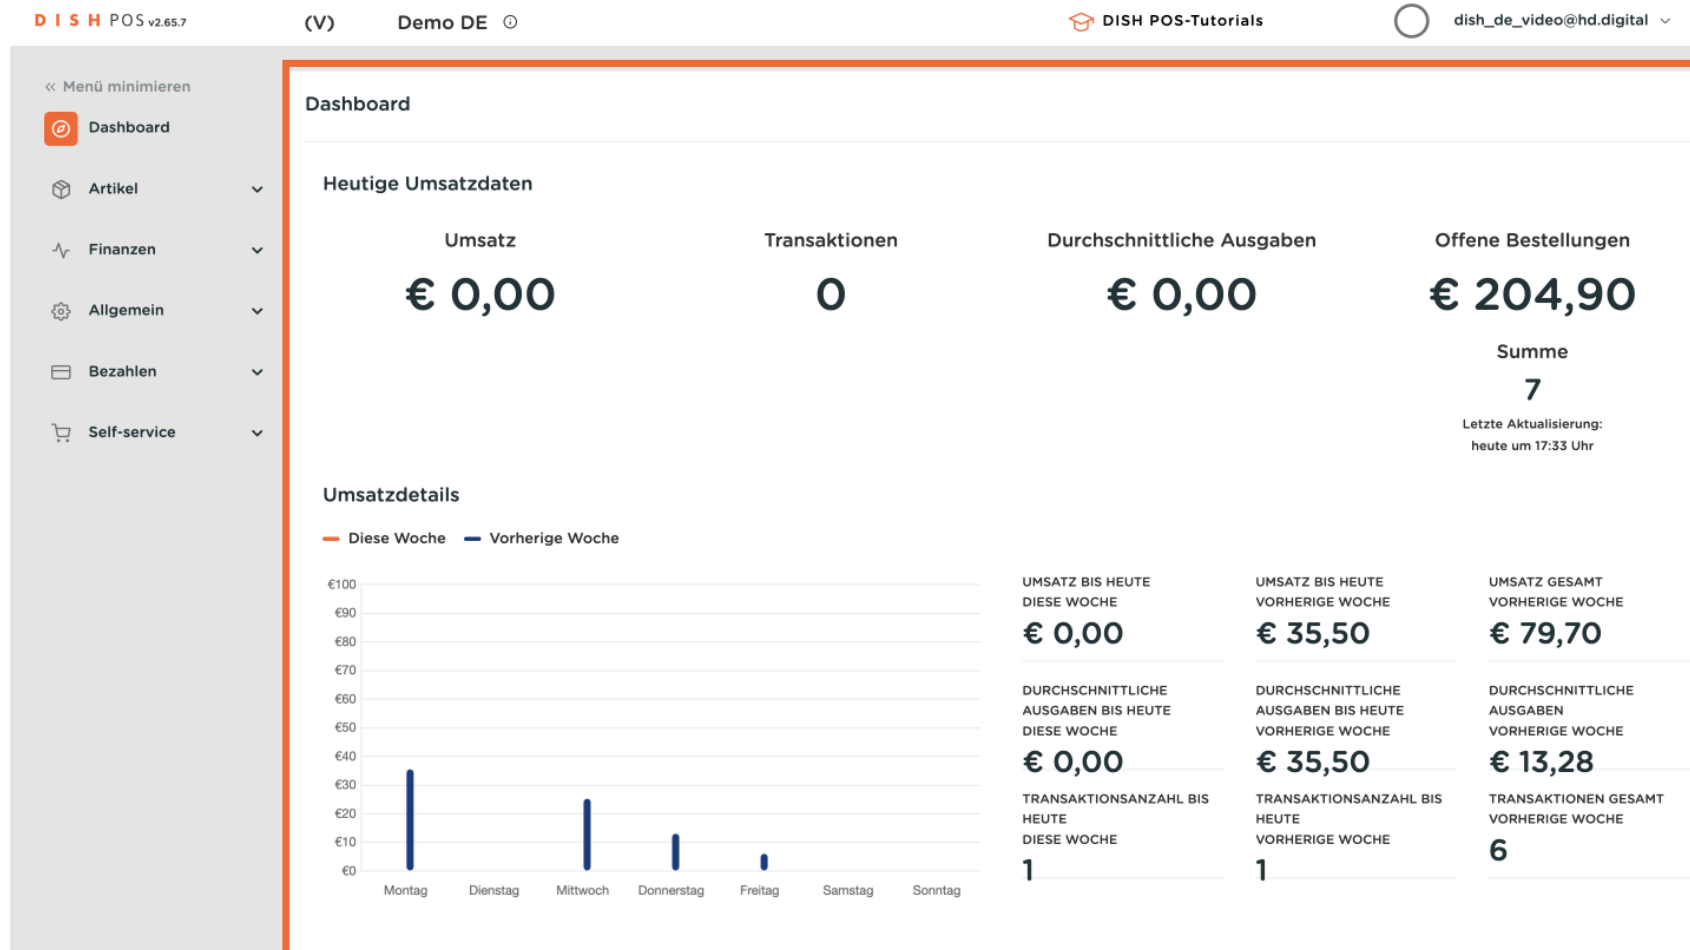 DISH POS v2.65.7
(V)
Demo DE
DISH POS-Tutorials
dish_de_video@hd.digital
Menü minimieren
Dashboard
Artikel
Finanzen
Allgemein
Bezahlen
Self-service
Dashboard
Heutige Umsatzdaten
Umsatz
€ 0,00
Transaktionen
0
Durchschnittliche Ausgaben
€ 0,00
Offene Bestellungen
€ 204,90
Summe
7
Letzte Aktualisierung:
heute um 17:33 Uhr
Umsatzdetails
Diese Woche
Vorherige Woche
€100
€90
€80
€70
€60
€50
€40
€30
€20
€10
€0
Montag
Dienstag
Mittwoch
Donnerstag
Freitag
Samstag
Sonntag
UMSATZ BIS HEUTE
DIESE WOCHE
€ 0,00
UMSATZ BIS HEUTE
VORHERIGE WOCHE
€ 35,50
UMSATZ GESAMT
VORHERIGE WOCHE
€ 79,70
DURCHSCHNITTLICHE
AUSGABEN BIS HEUTE
DIESE WOCHE
€ 0,00
DURCHSCHNITTLICHE
AUSGABEN BIS HEUTE
VORHERIGE WOCHE
€ 35,50
DURCHSCHNITTLICHE
AUSGABEN
VORHERIGE WOCHE
€ 13,28
TRANSAKTIONSANZAHL BIS
HEUTE
DIESE WOCHE
1
TRANSAKTIONSANZAHL BIS
HEUTE
VORHERIGE WOCHE
1
TRANSAKTIONEN GESAMT
VORHERIGE WOCHE
6